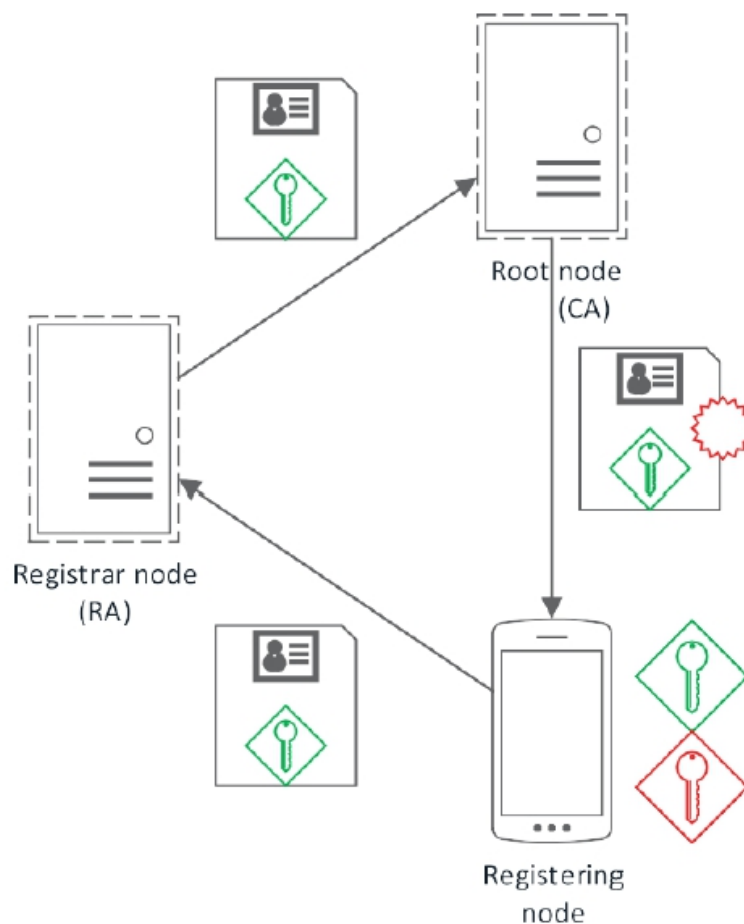 Root node
(CA)
Registrar node
(RA)
Registering
node